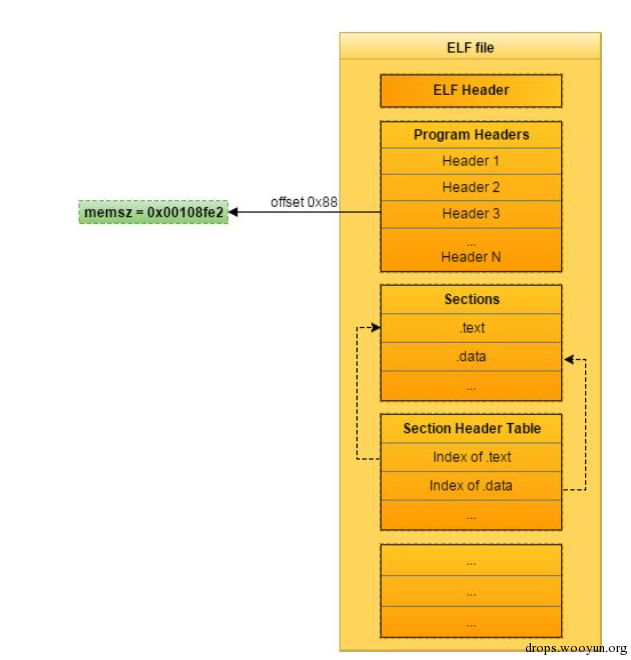 ELF file
ELF Header
Program Headers
Header 1
Header 2
offset 0x88
memsz = 0x00108fe2
Header 3
...
Header N
Sections
.text
.data
...
Section Header Table
Index of .text
Index of .data
...
...
...
...
drops.wooyun.org